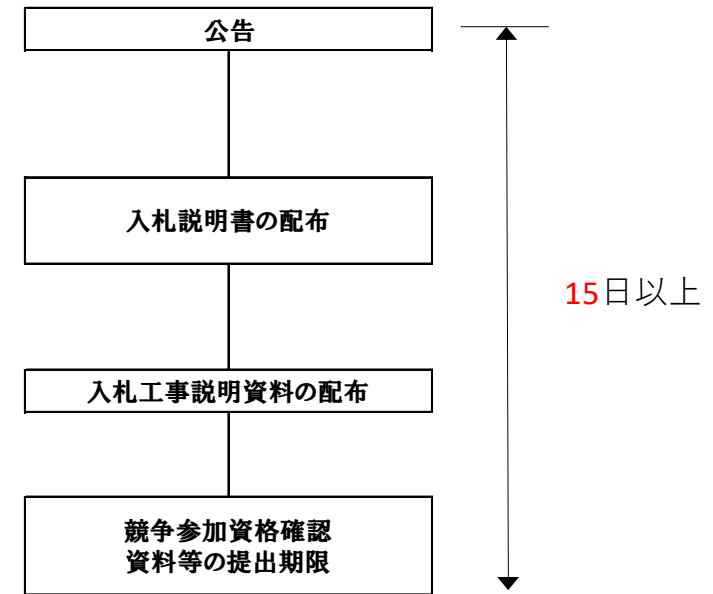 公告
入札説明書の配布
15日以上
入札工事説明資料の配布
競争参加資格確認
資料等の提出期限